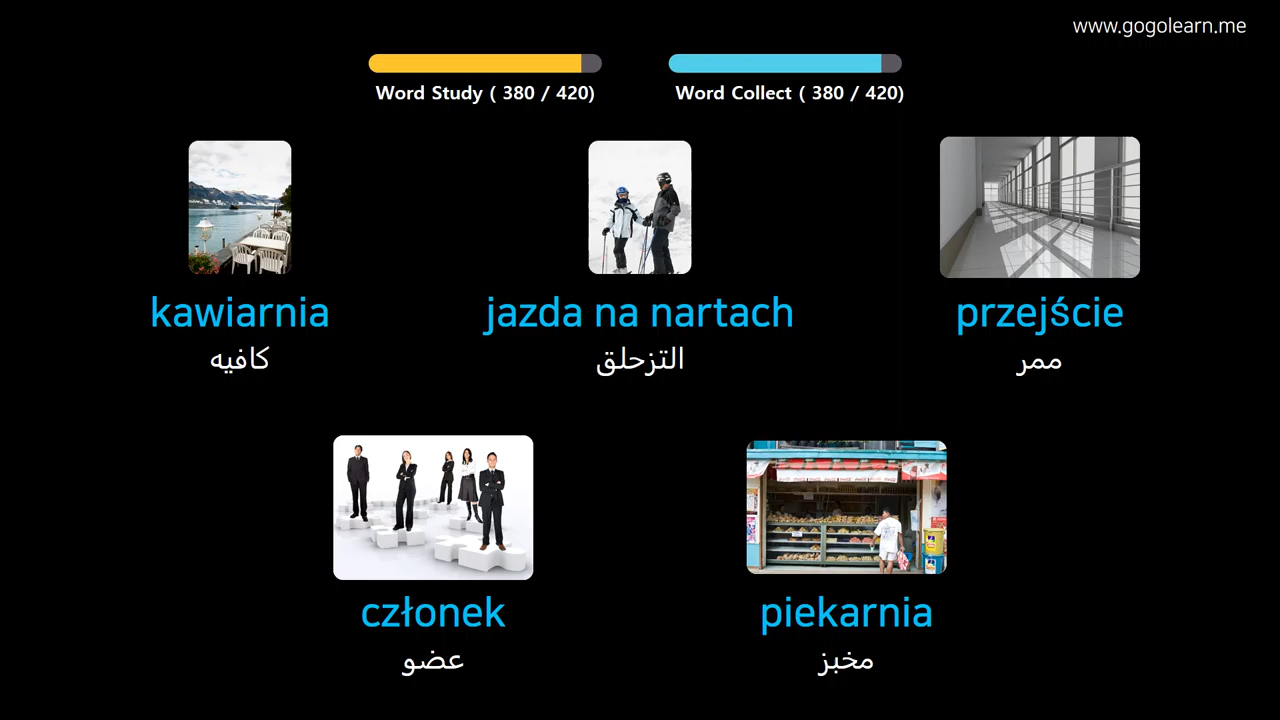 www.gogolearn.me
Word Study ( 380 / 420)
Word Collect ( 380 / 420)
kawiarnia
كافيه
jazda na nartach
التزحلق
przejście
ممر
członek
عضو
piekarnia
مخبز